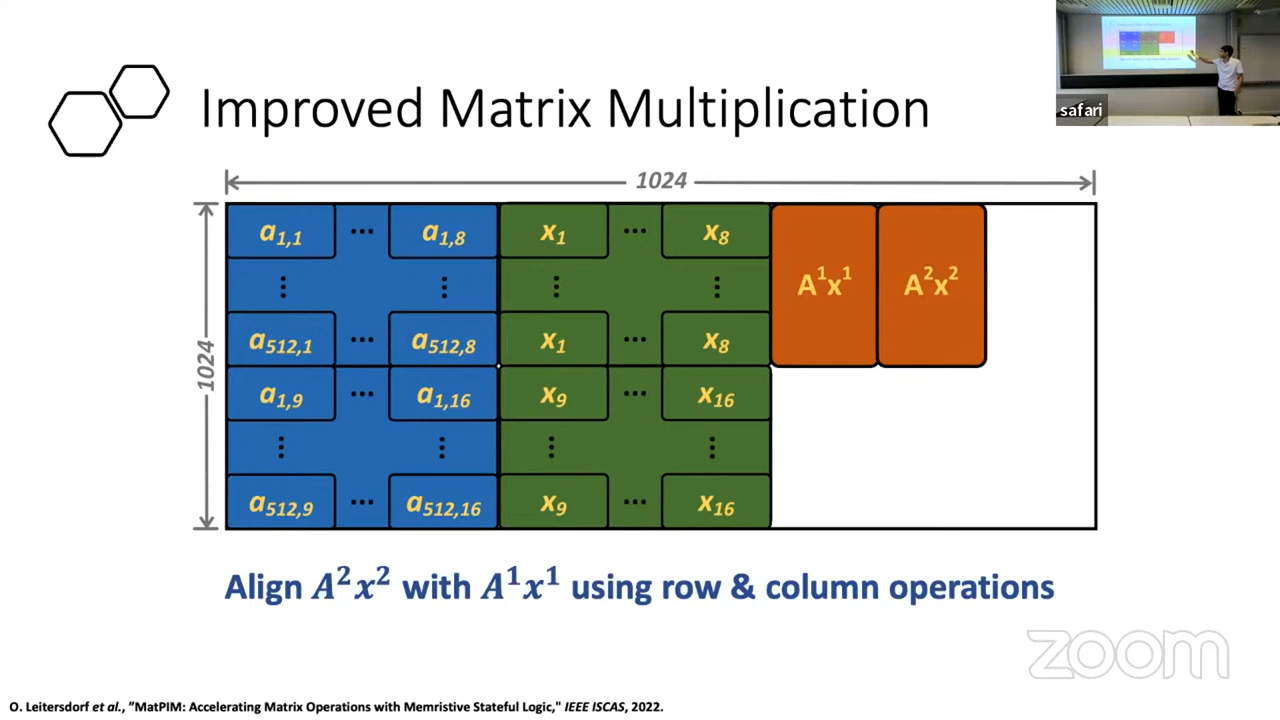 safari
Improved Matrix Multiplication
1024
1024
a1,1 ... a1,8 x1 ... x8
⋮ ⋮ ⋮ ⋮
A¹x¹ A²x²
a512,1 ... a512,8 x1 ... x8
a1,9 ... a1,16 x9 ... x16
⋮ ⋮ ⋮ ⋮
a512,9 ... a512,16 x9 ... x16
Align A²x² with A¹x¹ using row & column operations
zoom
O. Leitersdorf et al., ”MatPIM: Accelerating Matrix Operations with Memristive Stateful Logic," IEEE ISCAS, 2022.